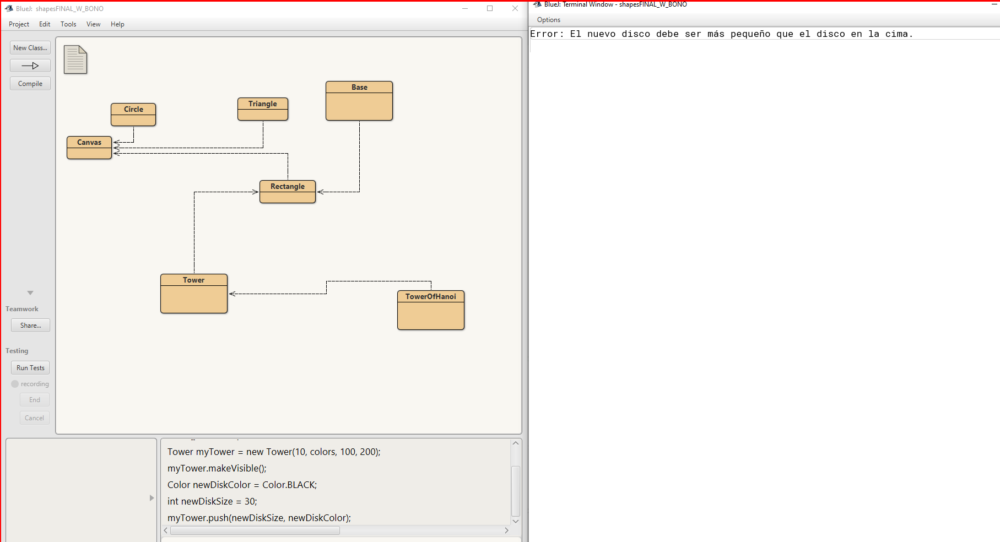 BlueJ: shapesFINAL_W_BONO
Project Edit Tools View Help
New Class...
Compile
Teamwork
Share...
Testing
Run Tests
recording
End
Cancel
Base
Triangle
Circle
Canvas
Rectangle
Tower
TowerOfHanoi
Tower myTower = new Tower(10, colors, 100, 200);
myTower.makeVisible();
Color newDiskColor = Color.BLACK;
int newDiskSize = 30;
myTower.push(newDiskSize, newDiskColor);
BlueJ: Terminal Window - shapesFINAL_W_BONO
Options
Error: El nuevo disco debe ser más pequeño que el disco en la cima.